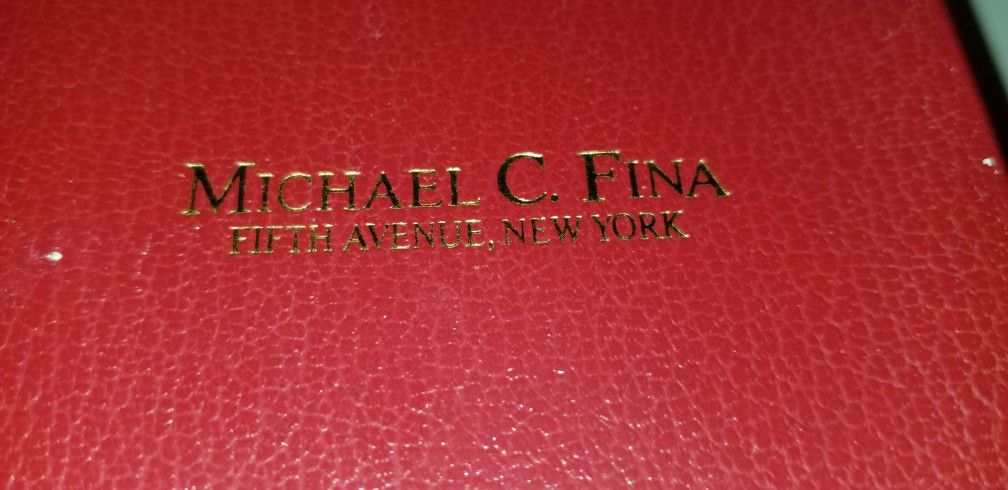 MICHAEL C. FINA
FIFTH AVENUE, NEW YORK